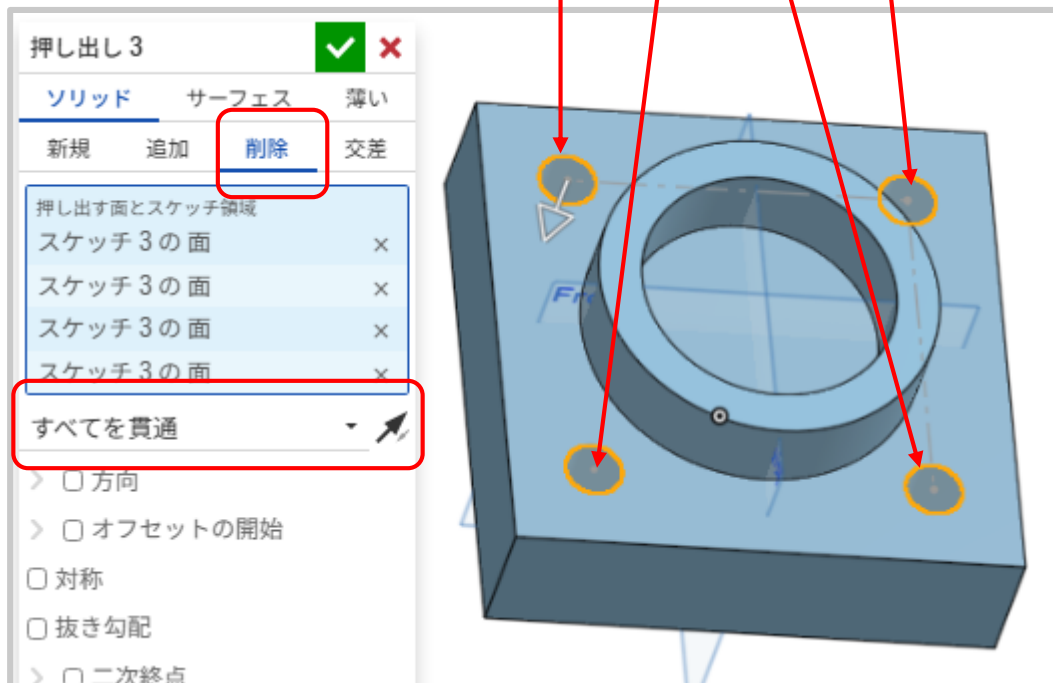 押し出し 3
ソリッド サーフェス 薄い
新規 追加 削除 交差
押し出す面とスケッチ領域
スケッチ 3 の 面
スケッチ 3 の 面
スケッチ 3 の 面
スケッチ 3 の 面
すべてを貫通
方向
オフセットの開始
対称
抜き勾配
二次終点